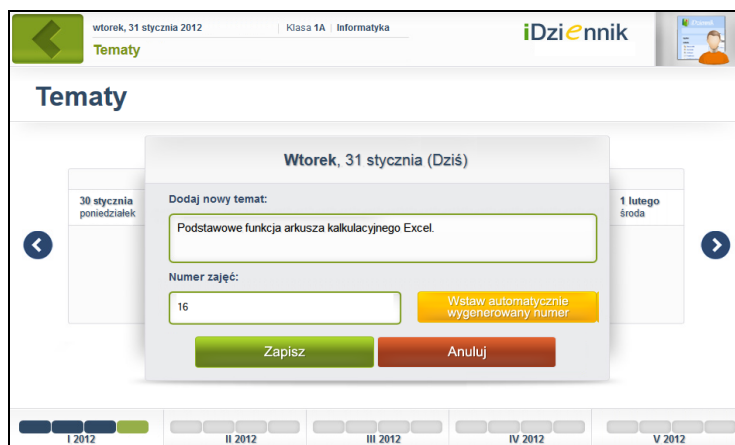 wtorek, 31 stycznia 2012
Klasa 1A | Informatyka
iDziennik
Tematy
Tematy
Wtorek, 31 stycznia (Dziś)
30 stycznia
poniedziałek
Dodaj nowy temat:
Podstawowe funkcja arkusza kalkulacyjnego Excel.
1 lutego
środa
Numer zajęć:
16
Wstaw automatycznie
wygenerowany numer
Zapisz
Anuluj
I 2012
II 2012
III 2012
IV 2012
V 2012